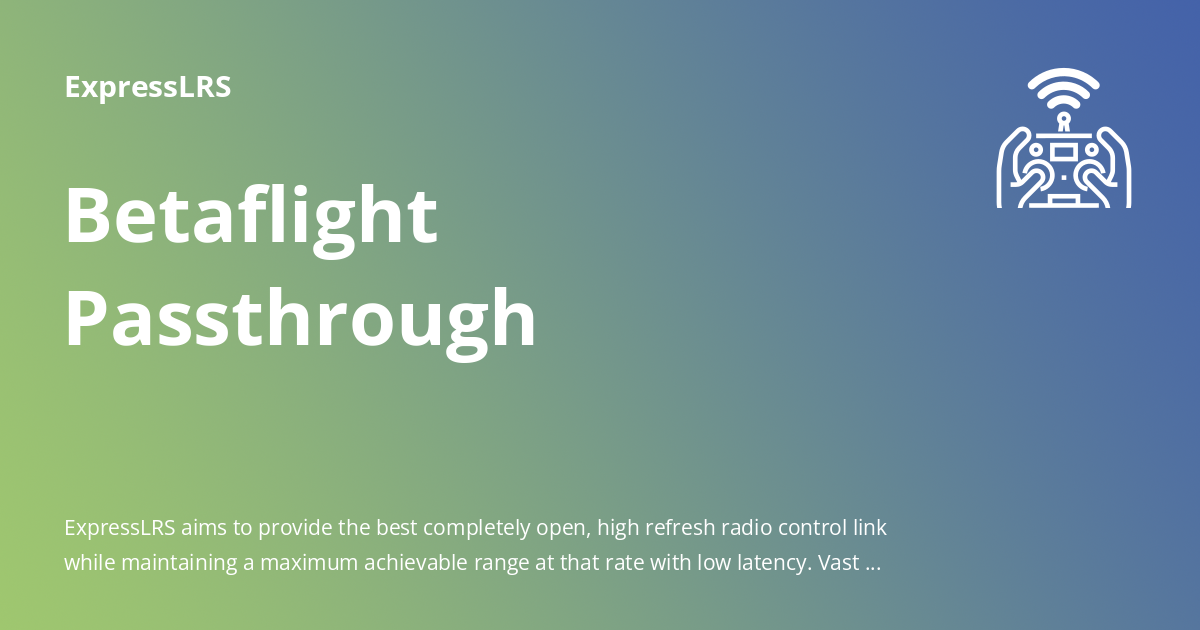 ExpressLRS
Betaflight
Passthrough
ExpressLRS aims to provide the best completely open, high refresh radio control link
while maintaining a maximum achievable range at that rate with low latency. Vast ...